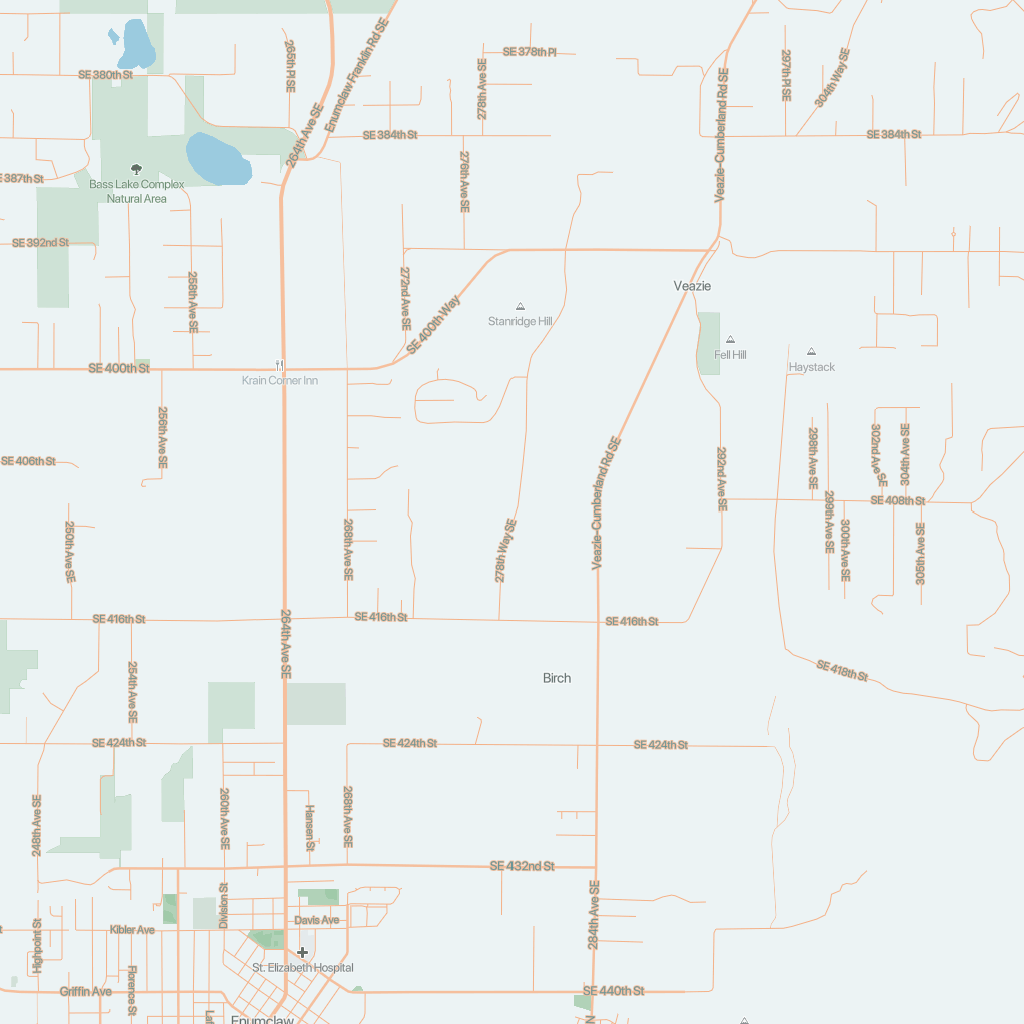 265th Pl SE
Enumclaw Franklin Rd SE
SE 378th Pl
SE 380th St
278th Ave SE
297th Pl SE
304th Way SE
264th Ave SE
SE 384th St
SE 384th St
Veazie-Cumberland Rd SE
276th Ave SE
SE 387th St
Bass Lake Complex
Natural Area
SE 392nd St
258th Ave SE
272nd Ave SE
SE 400th Way
Veazie
Stanridge Hill
Fell Hill
Haystack
SE 400th St
Krain Corner Inn
256th Ave SE
SE 406th St
Veazie-Cumberland Rd SE
292nd Ave SE
298th Ave SE
302nd Ave SE
304th Ave SE
SE 408th St
299th Ave SE
300th Ave SE
306th Ave SE
250th Ave SE
268th Ave SE
278th Way SE
SE 416th St
264th Ave SE
SE 416th St
SE 416th St
254th Ave SE
Birch
SE 418th St
SE 424th St
SE 424th St
SE 424th St
248th Ave SE
260th Ave SE
Hansen St
268th Ave SE
SE 432nd St
Division St
284th Ave SE
Highpoint St
Kibler Ave
Davis Ave
St. Elizabeth Hospital
Florence St
Griffin Ave
SE 440th St
Enumclaw